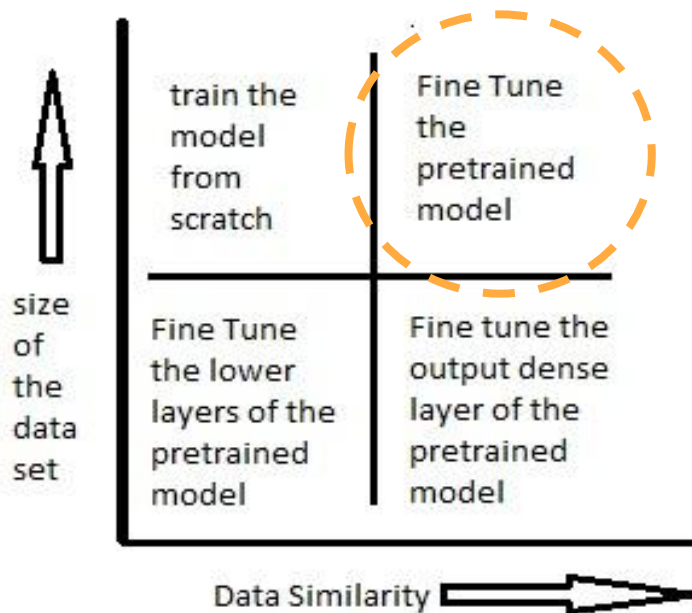 train the
model
from
scratch
Fine Tune
the
pretrained
model
size
of
the
data
set
Fine Tune
the lower
layers of the
pretrained
model
Fine tune the
output dense
layer of the
pretrained
model
Data Similarity